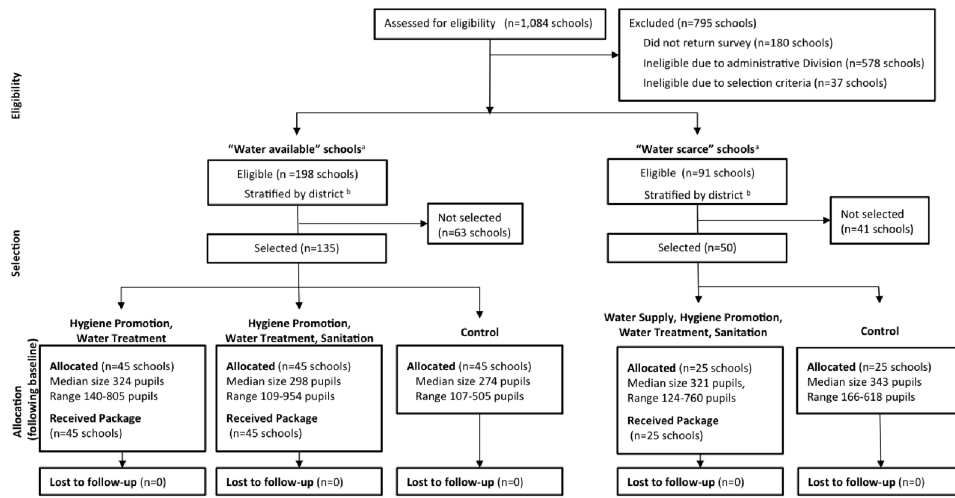 Assessed for eligibility (n=1,084 schools)
Excluded (n=795 schools)
Did not return survey (n=180 schools)
Ineligible due to administrative Division (n=578 schools)
Ineligible due to selection criteria (n=37 schools)
Eligibility
“Water available” schoolsᵃ
Eligible (n =198 schools)
Stratified by district ᵇ
“Water scarce” schoolsᵃ
Eligible (n=91 schools)
Stratified by district ᵇ
Not selected
(n=63 schools)
Not selected
(n=41 schools)
Selection
Selected (n=135)
Selected (n=50)
Hygiene Promotion,
Water Treatment
Hygiene Promotion,
Water Treatment, Sanitation
Control
Water Supply, Hygiene Promotion,
Water Treatment, Sanitation
Control
Allocation
(following baseline)
Allocated (n=45 schools)
Median size 324 pupils
Range 140-805 pupils
Received Package
(n=45 schools)
Allocated (n=45 schools)
Median size 298 pupils
Range 109-954 pupils
Received Package
(n=45 schools)
Allocated (n=45 schools)
Median size 274 pupils
Range 107-505 pupils
Allocated (n=25 schools)
Median size 321 pupils,
Range 124-760 pupils
Received Package
(n=25 schools)
Allocated (n=25 schools)
Median size 343 pupils
Range 166-618 pupils
Lost to follow-up (n=0)
Lost to follow-up (n=0)
Lost to follow-up (n=0)
Lost to follow-up (n=0)
Lost to follow-up (n=0)